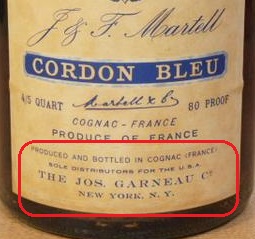 J & F. Martell
CORDON BLEU
4/5 QUART Martell & Co 80 PROOF
COGNAC - FRANCE
PRODUCE OF FRANCE
PRODUCED AND BOTTLED IN COGNAC (FRANCE)
SOLE DISTRIBUTORS FOR THE U.S.A.
THE JOS. GARNEAU Co
NEW YORK, N.Y.